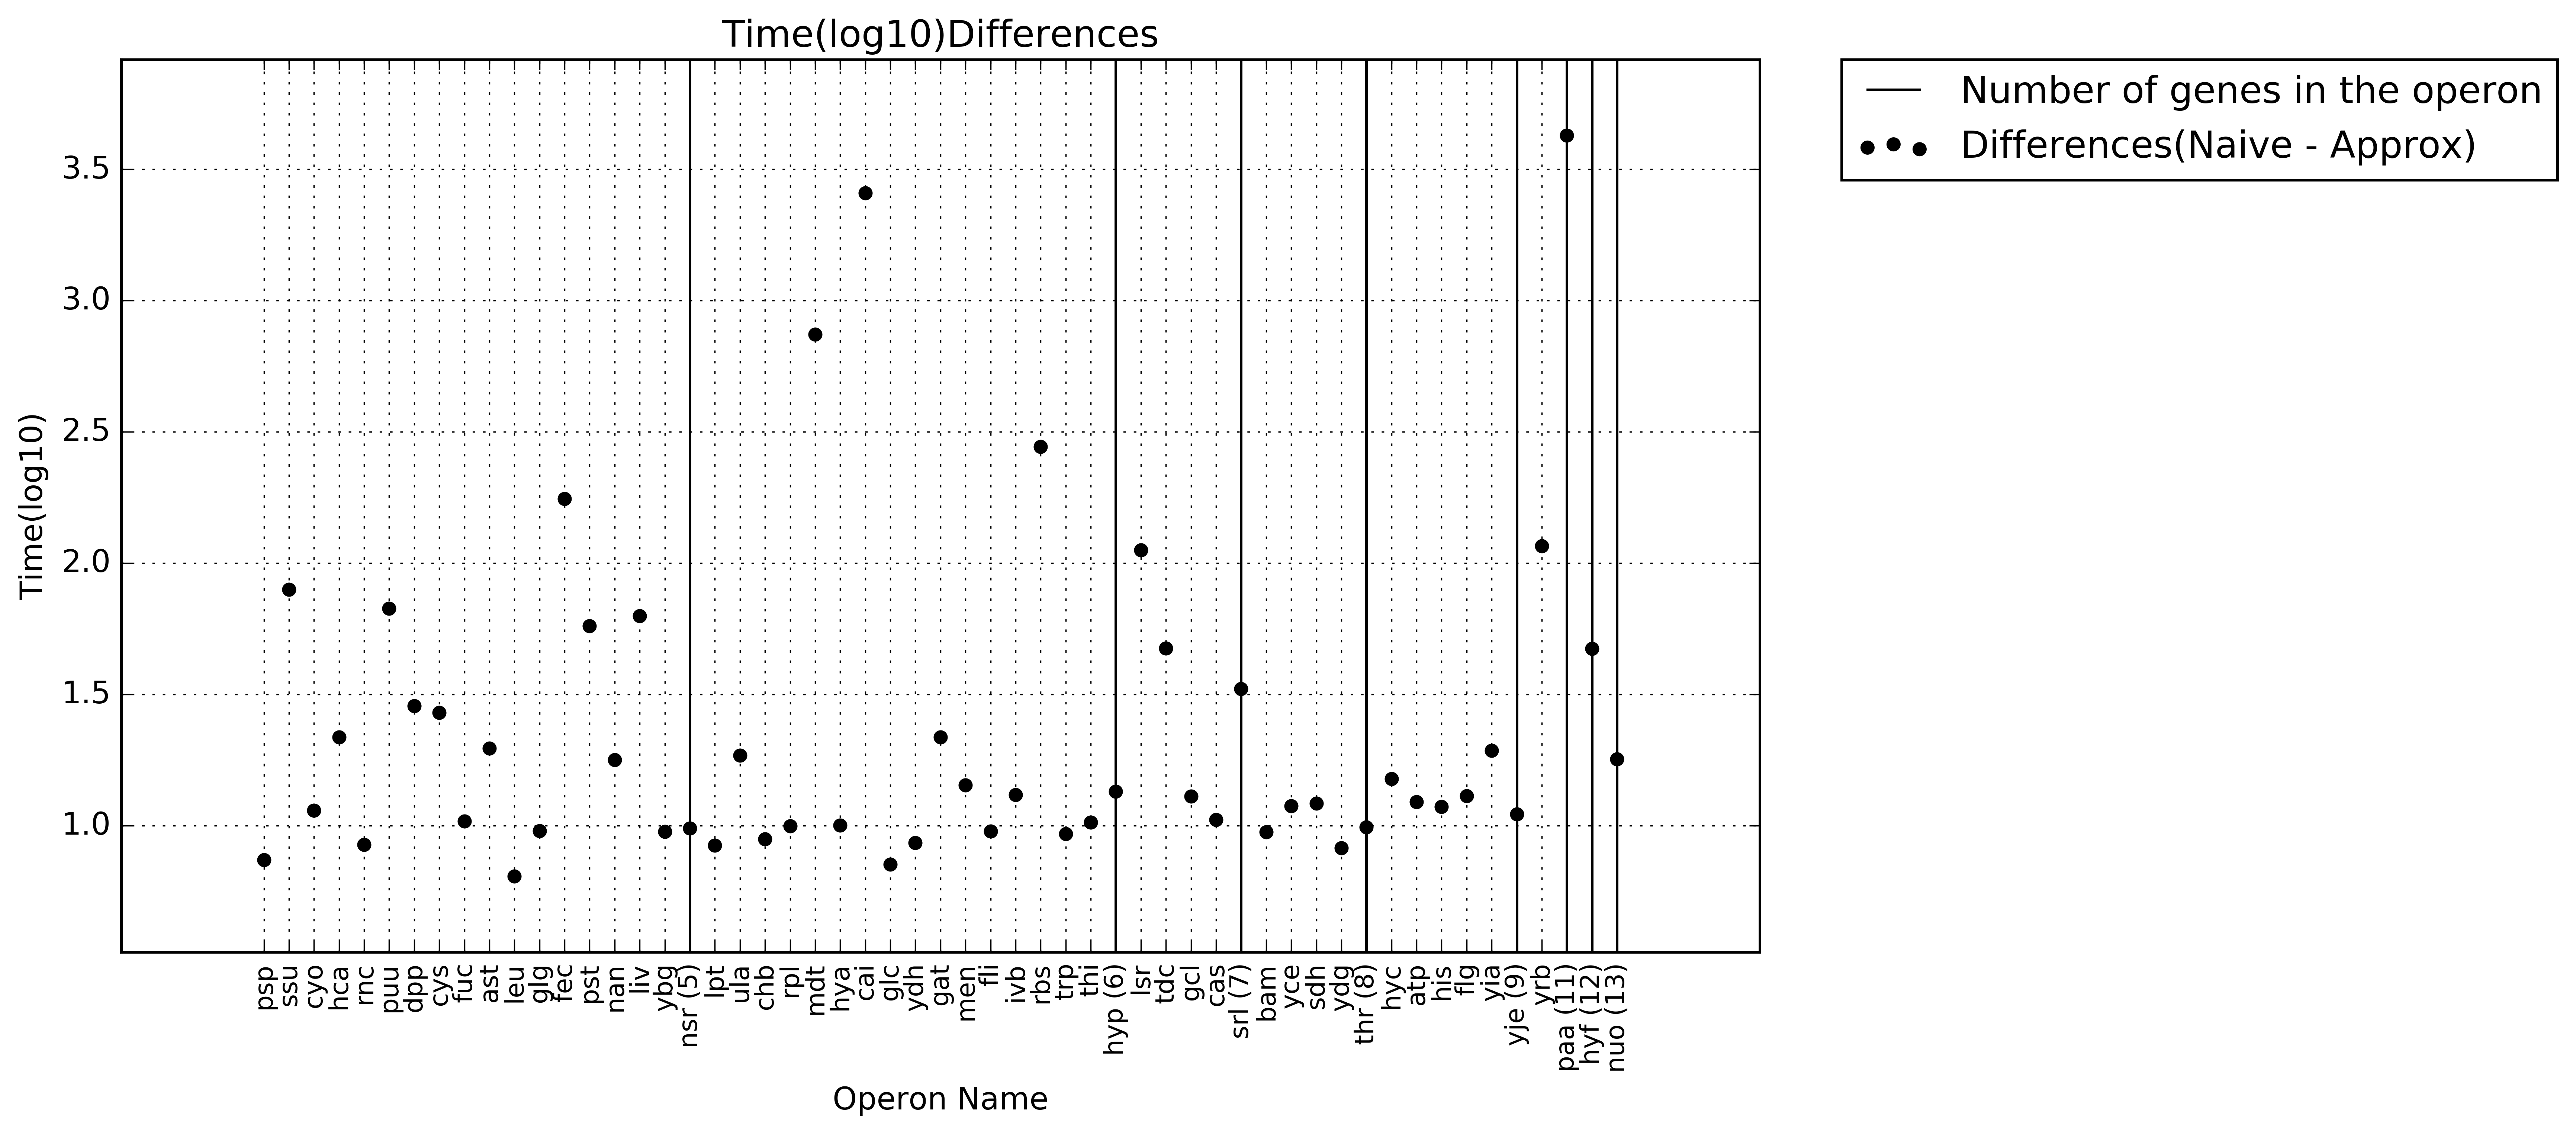 Time(log10)Differences
Number of genes in the operon
Differences(Naive - Approx)
Time(log10)
3.5
3.0
2.5
2.0
1.5
1.0
psp
ssu
cyo
hca
rnc
puu
dpp
cys
fuc
ast
leu
glg
fec
pst
nan
liv
ybg
nsr (5)
lpt
ula
chb
rpl
mdt
hya
cai
glc
ydh
gat
men
fli
ivb
rbs
trp
thi
hyp (6)
lsr
tdc
gcl
cas
srl (7)
bam
yce
sdh
ydg
thr (8)
hyc
atp
his
flg
yia
yje (9)
yrb
paa (11)
hyf (12)
nuo (13)
Operon Name